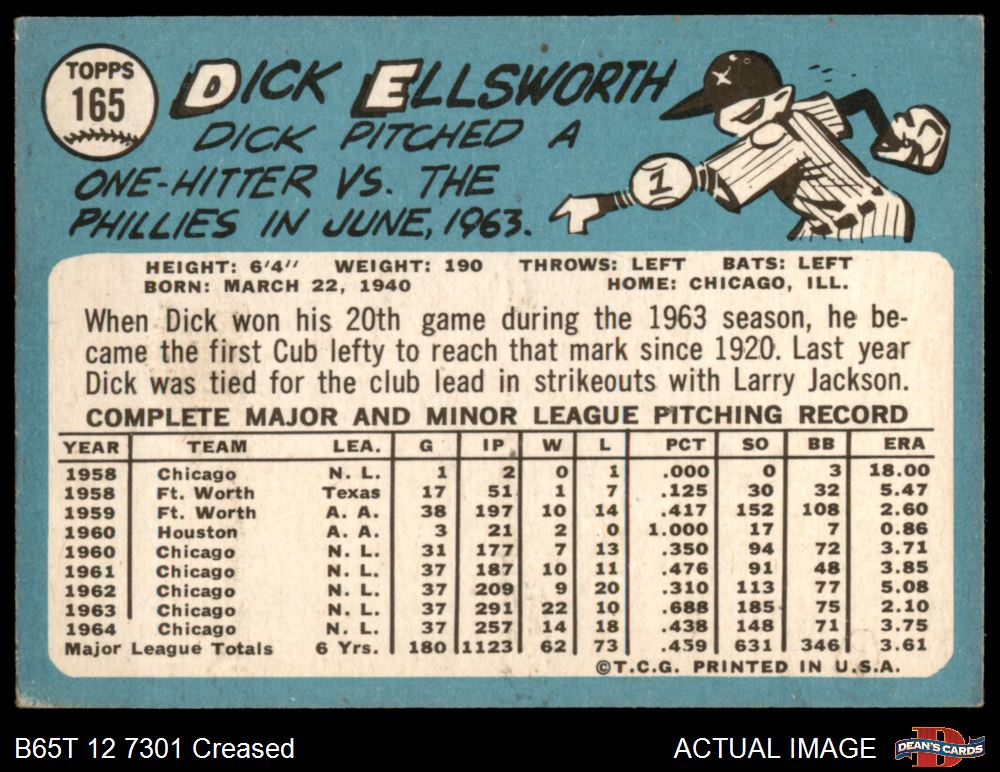 TOPPS
165
DICK ELLSWORTH
DICK PITCHED A
ONE-HITTER VS. THE
PHILLIES IN JUNE, 1963.
1
HEIGHT: 6'4" WEIGHT: 190 THROWS: LEFT BATS: LEFT
BORN: MARCH 22, 1940 HOME: CHICAGO, ILL.
When Dick won his 20th game during the 1963 season, he be-
came the first Cub lefty to reach that mark since 1920. Last year
Dick was tied for the club lead in strikeouts with Larry Jackson.
COMPLETE MAJOR AND MINOR LEAGUE PITCHING RECORD
YEAR TEAM LEA. G IP W L PCT SO BB ERA
1958 Chicago N. L. 1 2 0 1 .000 0 3 18.00
1958 Ft. Worth Texas 17 51 1 7 .125 30 32 5.47
1959 Ft. Worth A. A. 38 197 10 14 .417 152 108 2.60
1960 Houston A. A. 3 21 2 0 1.000 17 7 0.86
1960 Chicago N. L. 31 177 7 13 .350 94 72 3.71
1961 Chicago N. L. 37 187 10 11 .476 91 48 3.85
1962 Chicago N. L. 37 209 9 20 .310 113 77 5.08
1963 Chicago N. L. 37 291 22 10 .688 185 75 2.10
1964 Chicago N. L. 37 257 14 18 .438 148 71 3.75
Major League Totals 6 Yrs. 180 1123 62 73 .459 631 346 3.61
©T.C.G. PRINTED IN U.S.A.
B65T 12 7301 Creased ACTUAL IMAGE DEAN'S CARDS